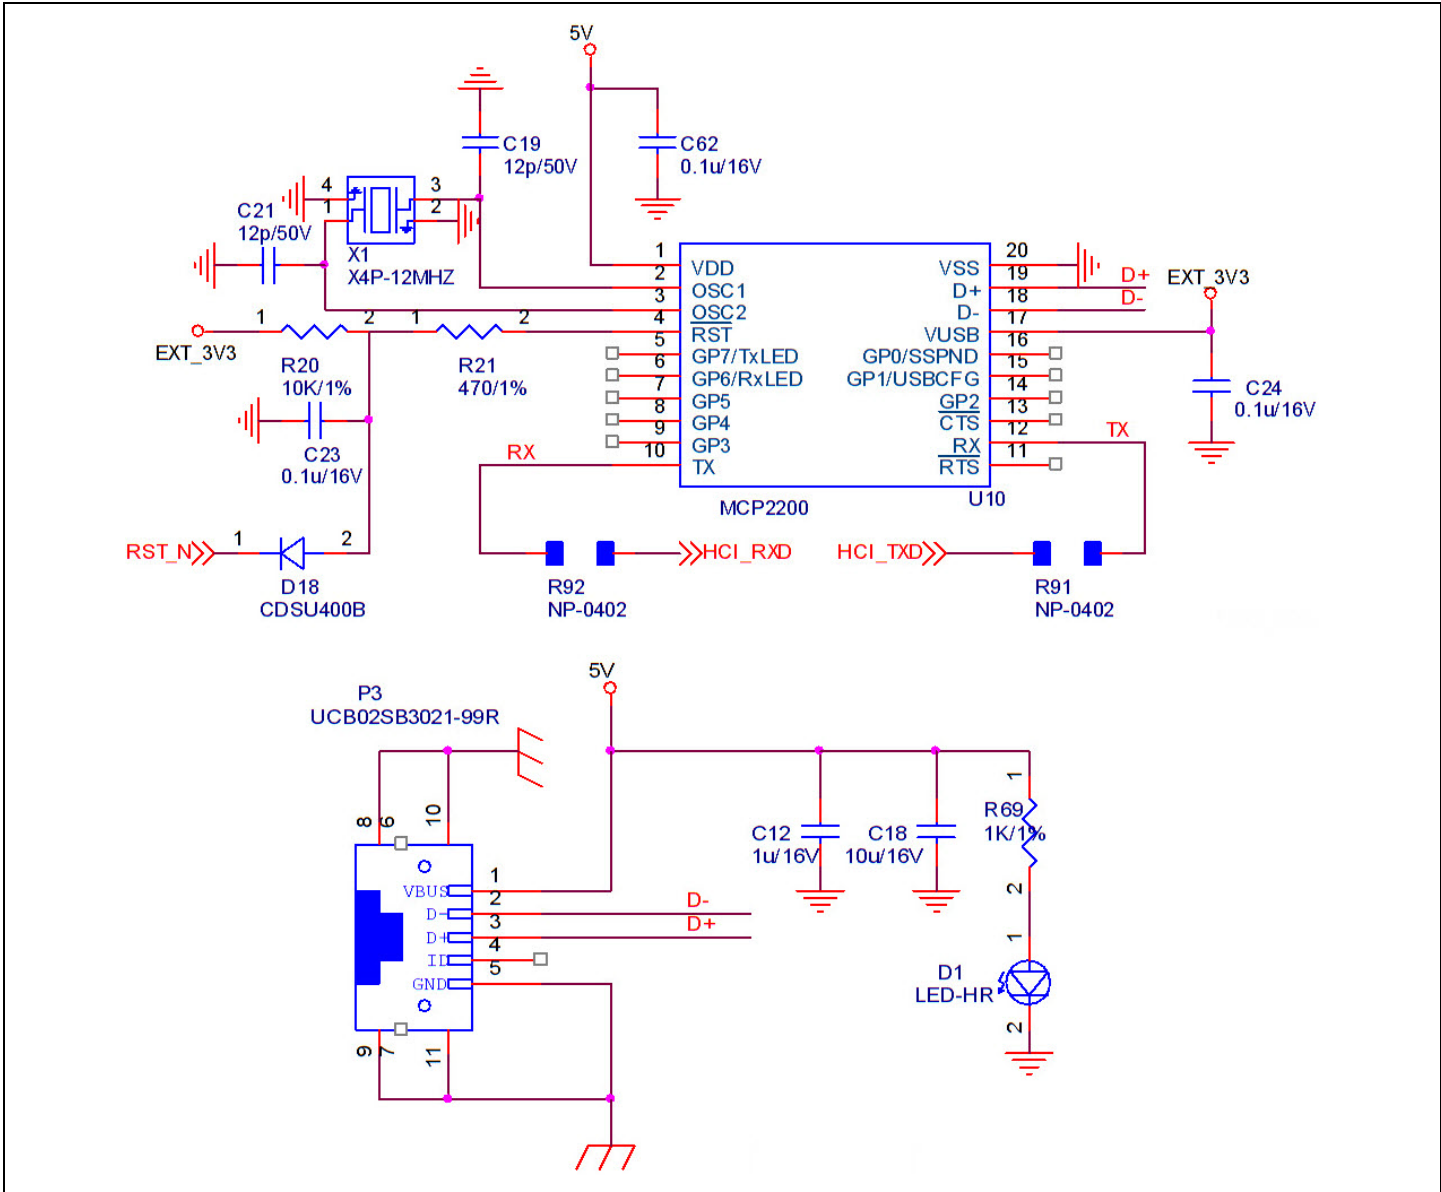 5V
C19
12p/50V
C62
0.1u/16V
4
3
1
2
C21
12p/50V
X1
X4P-12MHZ
1
VDD
2
OSC1
3
OSC2
4
RST
5
GP7/TxLED
6
GP6/RxLED
7
GP5
8
GP4
9
GP3
10
TX
20
VSS
19
D+
18
D-
17
VUSB
16
GP0/SSPND
15
GP1/USBCFG
14
GP2
13
CTS
12
RX
11
RTS
D+
D-
EXT_3V3
C24
0.1u/16V
EXT_3V3
1
2
R20
10K/1%
1
2
R21
470/1%
C23
0.1u/16V
RX
TX
MCP2200
U10
RST_N
1
2
D18
CDSU400B
HCI_RXD
R92
NP-0402
HCI_TXD
R91
NP-0402
5V
P3
UCB02SB3021-99R
8
6
10
VBUS
1
D-
2
D+
3
ID
4
GND
5
9
7
11
D-
D+
C12
1u/16V
C18
10u/16V
1
R69
1K/1%
2
1
D1
LED-HR
2